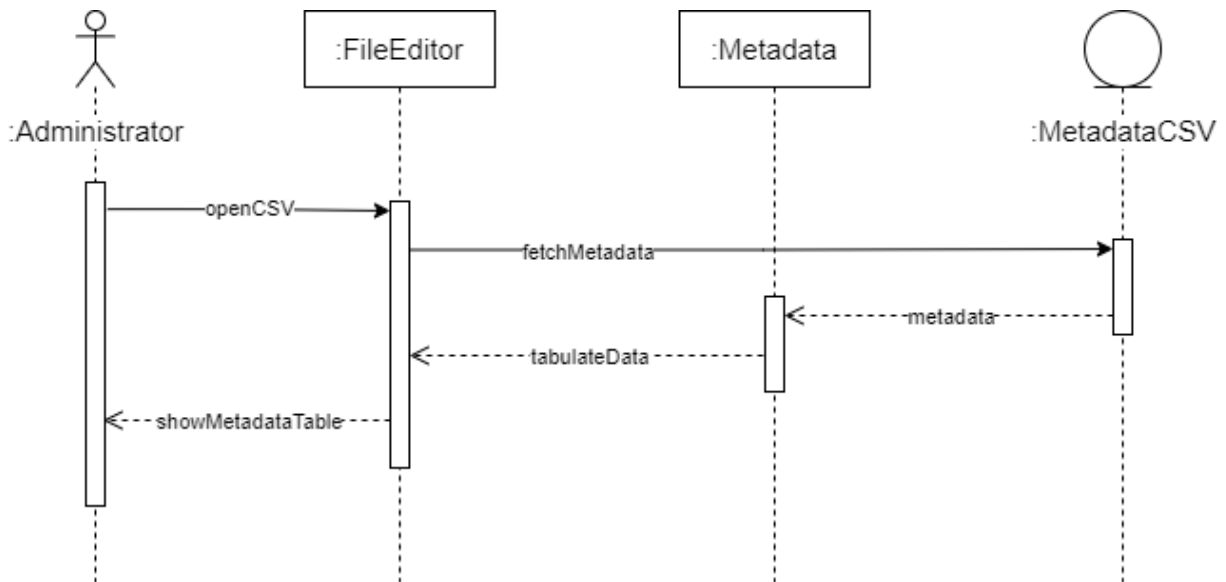 :FileEditor
:Metadata
:Administrator
:MetadataCSV
openCSV
fetchMetadata
metadata
tabulateData
showMetadataTable